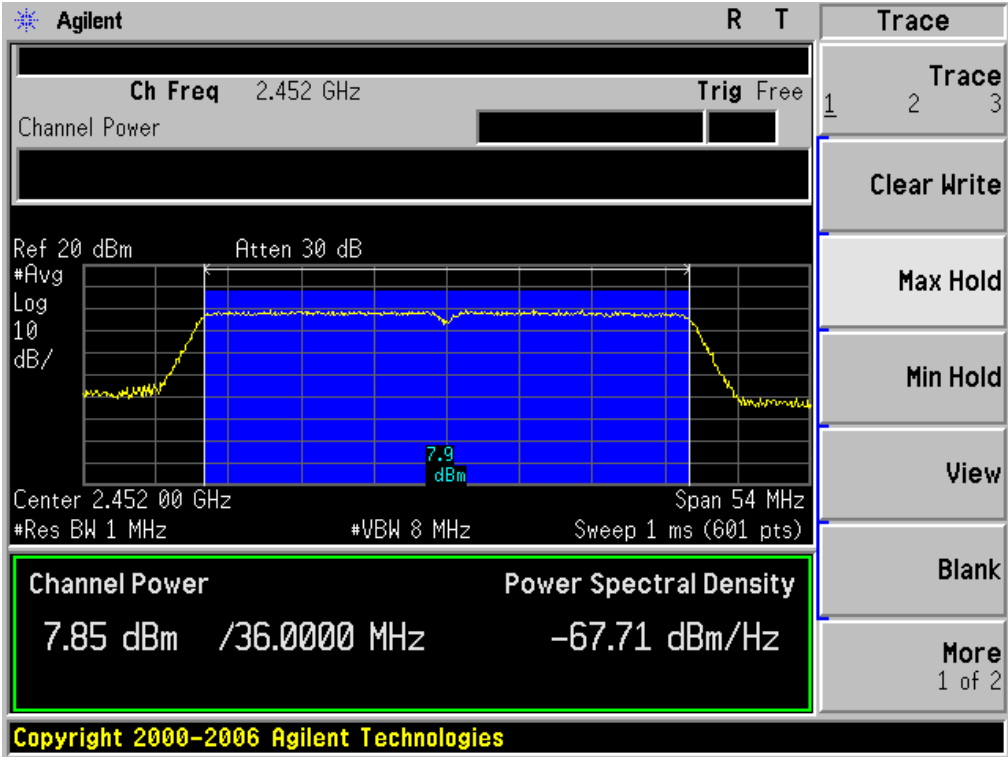 Agilent R T
Ch Freq 2.452 GHz Trig Free
Channel Power
Ref 20 dBm Atten 30 dB
#Avg
Log
10
dB/
7.9
dBm
Center 2.452 00 GHz Span 54 MHz
#Res BW 1 MHz #VBW 8 MHz Sweep 1 ms (601 pts)
Channel Power Power Spectral Density
7.85 dBm /36.0000 MHz -67.71 dBm/Hz
Copyright 2000-2006 Agilent Technologies
Trace
Trace
1 2 3
Clear Write
Max Hold
Min Hold
View
Blank
More
1 of 2